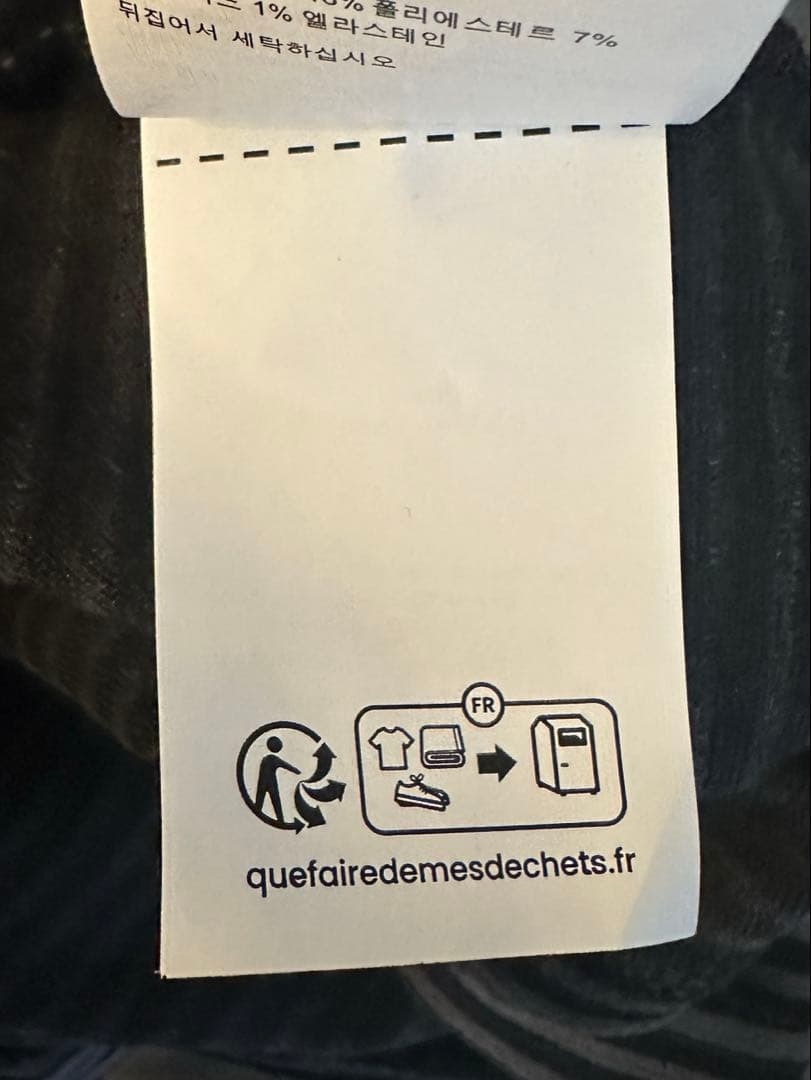 폴리에스테르 7%
1% 엘라스테인
뒤집어서 세탁하십시오
FR
quefairedemesdechets.fr